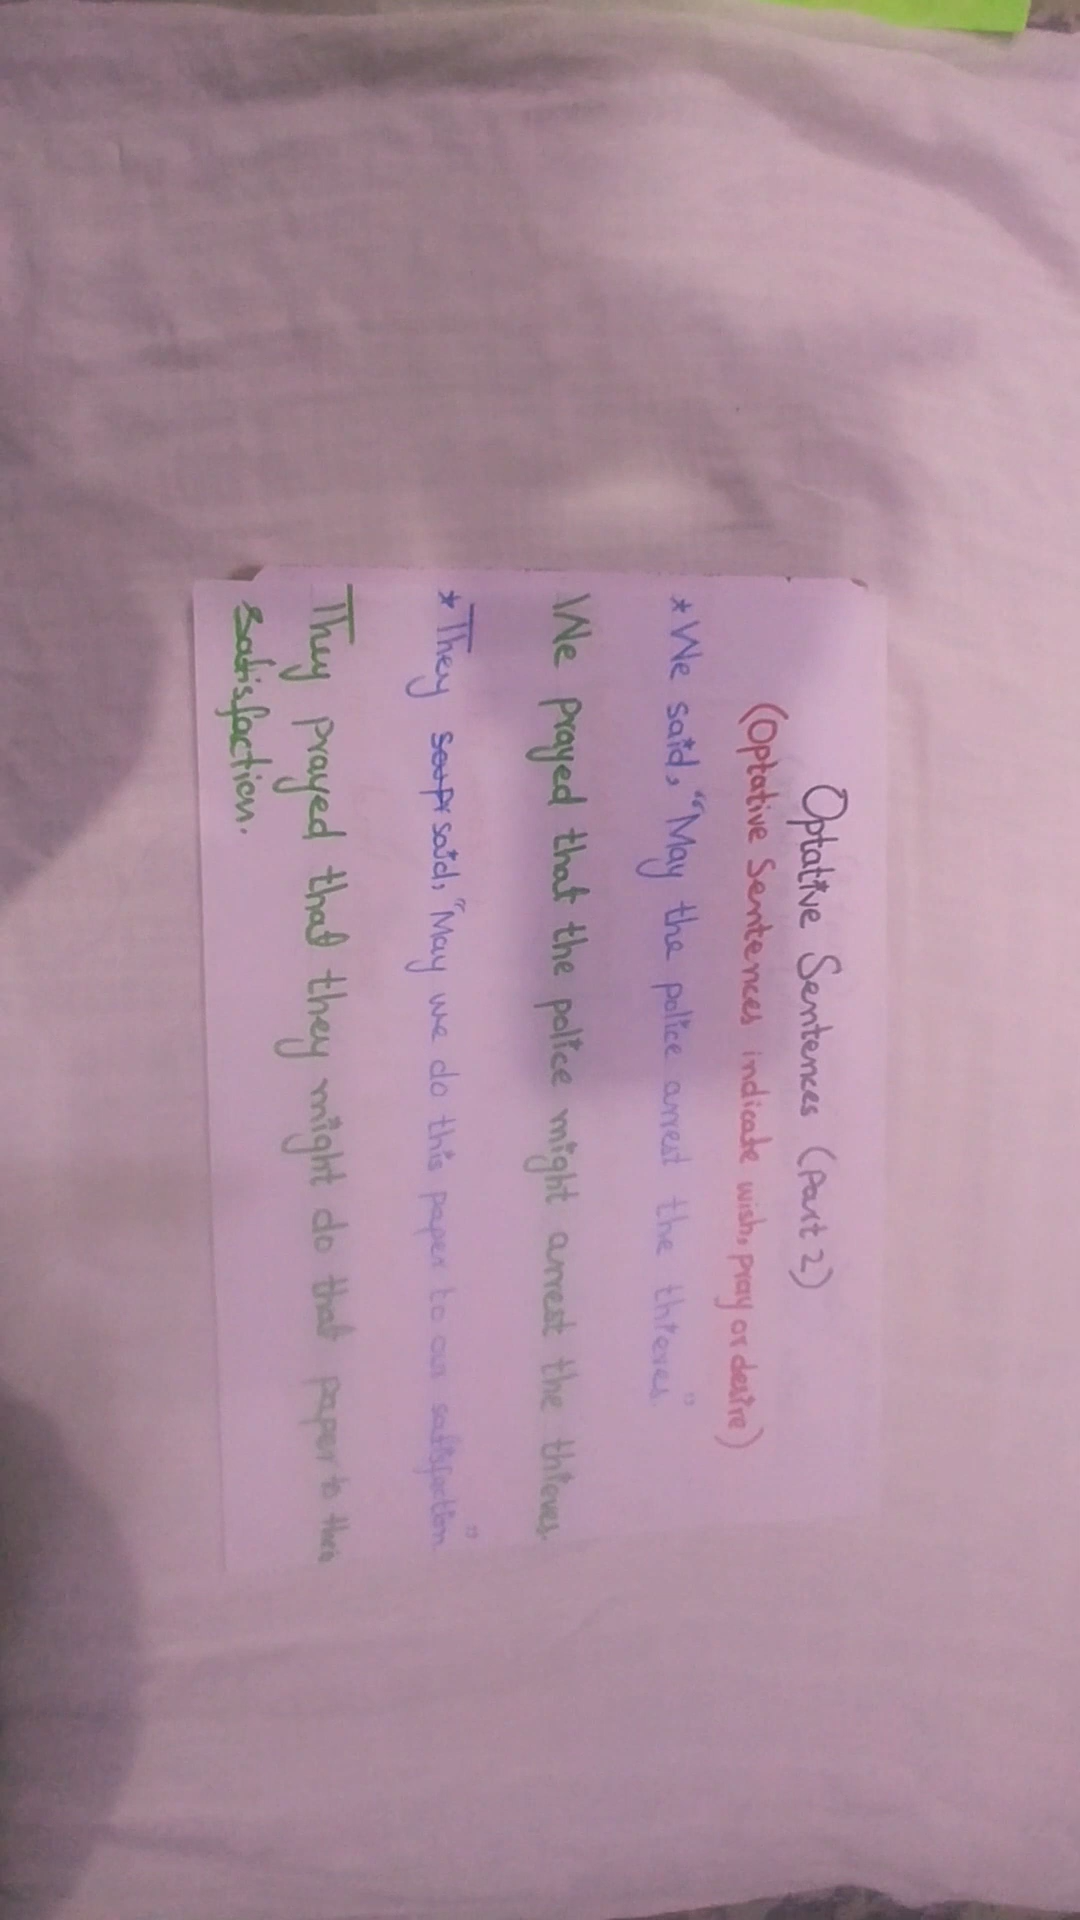 Optative Sentences (part 2)
(Optative Sentences indicate wish, pray or desire)
*We said, "May the police arrest the thieves."
We prayed that the police might arrest the thieves.
*They said, "May we do this paper to our satisfaction."
They prayed that they might do that paper to their
satisfaction.